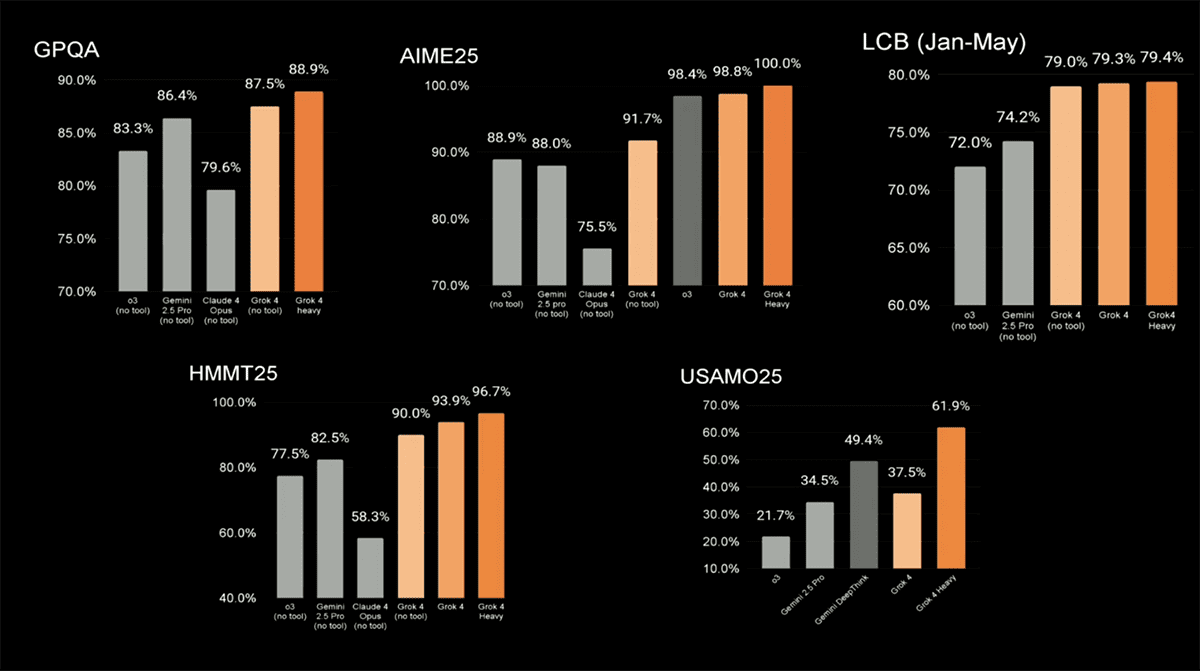 GPQA
90.0%
85.0%
80.0%
75.0%
70.0%
83.3%
86.4%
79.6%
87.5%
88.9%
o3
(no tool)
Gemini
2.5 Pro
(no tool)
Claude 4
Opus
(no tool)
Grok 4
(no tool)
Grok 4
heavy
AIME25
100.0%
90.0%
80.0%
70.0%
88.9%
88.0%
75.5%
91.7%
98.4%
98.8%
100.0%
o3
(no tool)
Gemini
2.5 pro
(no tool)
Claude 4
Opus
(no tool)
Grok 4
(no tool)
o3
Grok 4
Grok 4
Heavy
LCB (Jan-May)
80.0%
75.0%
70.0%
65.0%
60.0%
72.0%
74.2%
79.0%
79.3%
79.4%
o3
(no tool)
Gemini
2.5 Pro
(no tool)
Grok 4
(no tool)
Grok 4
Grok4
Heavy
HMMT25
100.0%
80.0%
60.0%
40.0%
77.5%
82.5%
58.3%
90.0%
93.9%
96.7%
o3
(no tool)
Gemini
2.5 Pro
(no tool)
Claude 4
Opus
(no tool)
Grok 4
(no tool)
Grok 4
Grok 4
Heavy
USAMO25
70.0%
60.0%
50.0%
40.0%
30.0%
20.0%
10.0%
21.7%
34.5%
49.4%
37.5%
61.9%
o3
Gemini 2.5 Pro
Gemini DeepThink
Grok 4
Grok 4 Heavy